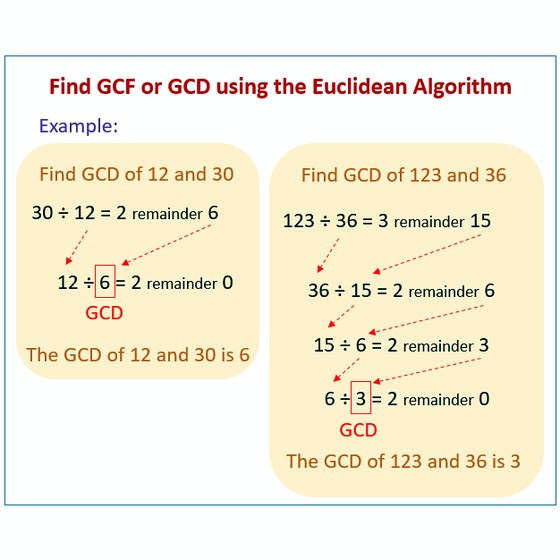 Find GCF or GCD using the Euclidean Algorithm
Example:
Find GCD of 12 and 30
30 ÷ 12 = 2 remainder 6
12 ÷ 6 = 2 remainder 0
GCD
The GCD of 12 and 30 is 6
Find GCD of 123 and 36
123 ÷ 36 = 3 remainder 15
36 ÷ 15 = 2 remainder 6
15 ÷ 6 = 2 remainder 3
6 ÷ 3 = 2 remainder 0
GCD
The GCD of 123 and 36 is 3